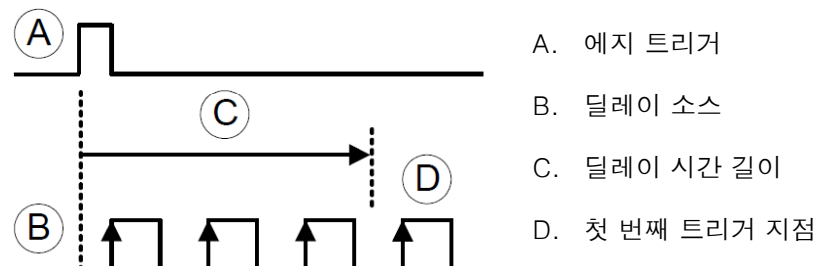 A
C
D
B
A. 에지 트리거
B. 딜레이 소스
C. 딜레이 시간 길이
D. 첫 번째 트리거 지점